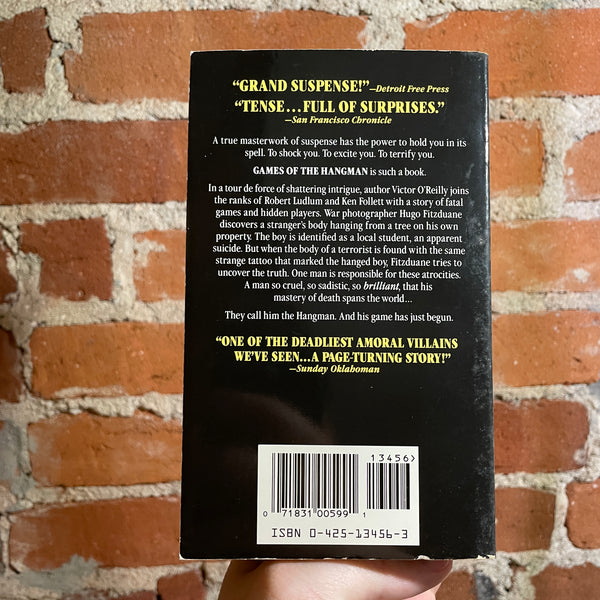 “GRAND SUSPENSE!”—Detroit Free Press
“TENSE...FULL OF SURPRISES.”
—San Francisco Chronicle
A true masterwork of suspense has the power to hold you in its
spell. To shock you. To excite you. To terrify you.
GAMES OF THE HANGMAN is such a book.
In a tour de force of shattering intrigue, author Victor O'Reilly joins
the ranks of Robert Ludlum and Ken Follett with a story of fatal
games and hidden players. War photographer Hugo Fitzduane
discovers a stranger's body hanging from a tree on his own
property. The boy is identified as a local student, an apparent
suicide. But when the body of a terrorist is found with the same
strange tattoo that marked the hanged boy, Fitzduane tries to
uncover the truth. One man is responsible for these atrocities.
A man so cruel, so sadistic, so brilliant, that his
mastery of death spans the world...
They call him the Hangman. And his game has just begun.
“ONE OF THE DEADLIEST AMORAL VILLAINS
WE'VE SEEN...A PAGE-TURNING STORY!”
—Sunday Oklahoman
13456>
0 71831 00599 1
ISBN 0-425-13456-3